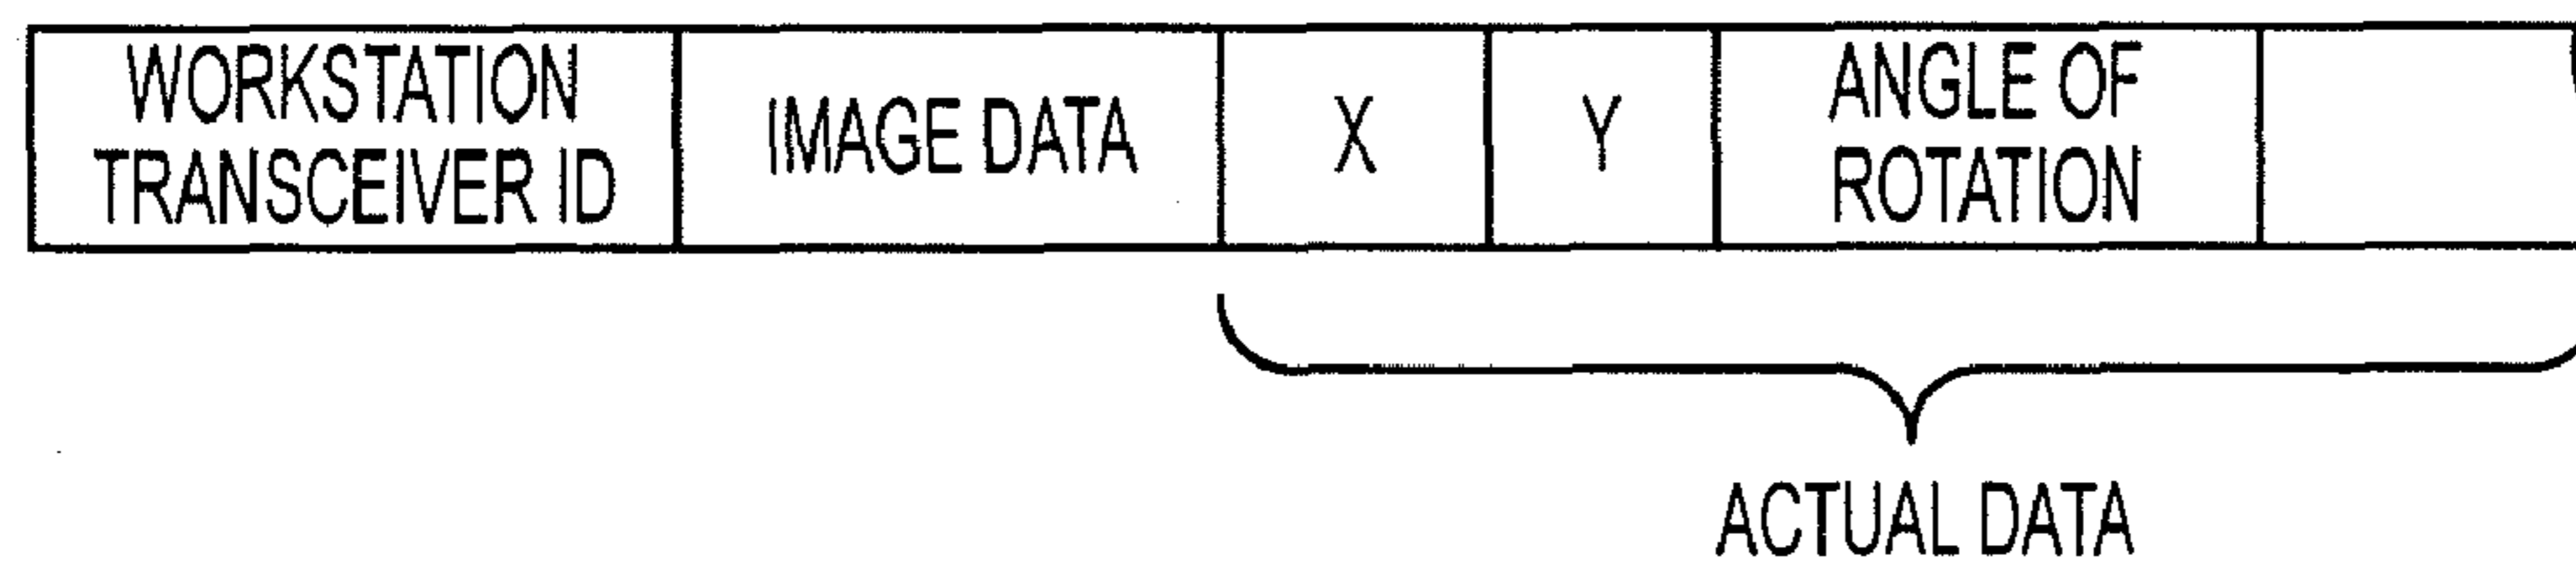 WORKSTATION
TRANSCEIVER ID
IMAGE DATA
X
Y
ANGLE OF
ROTATION
ACTUAL DATA